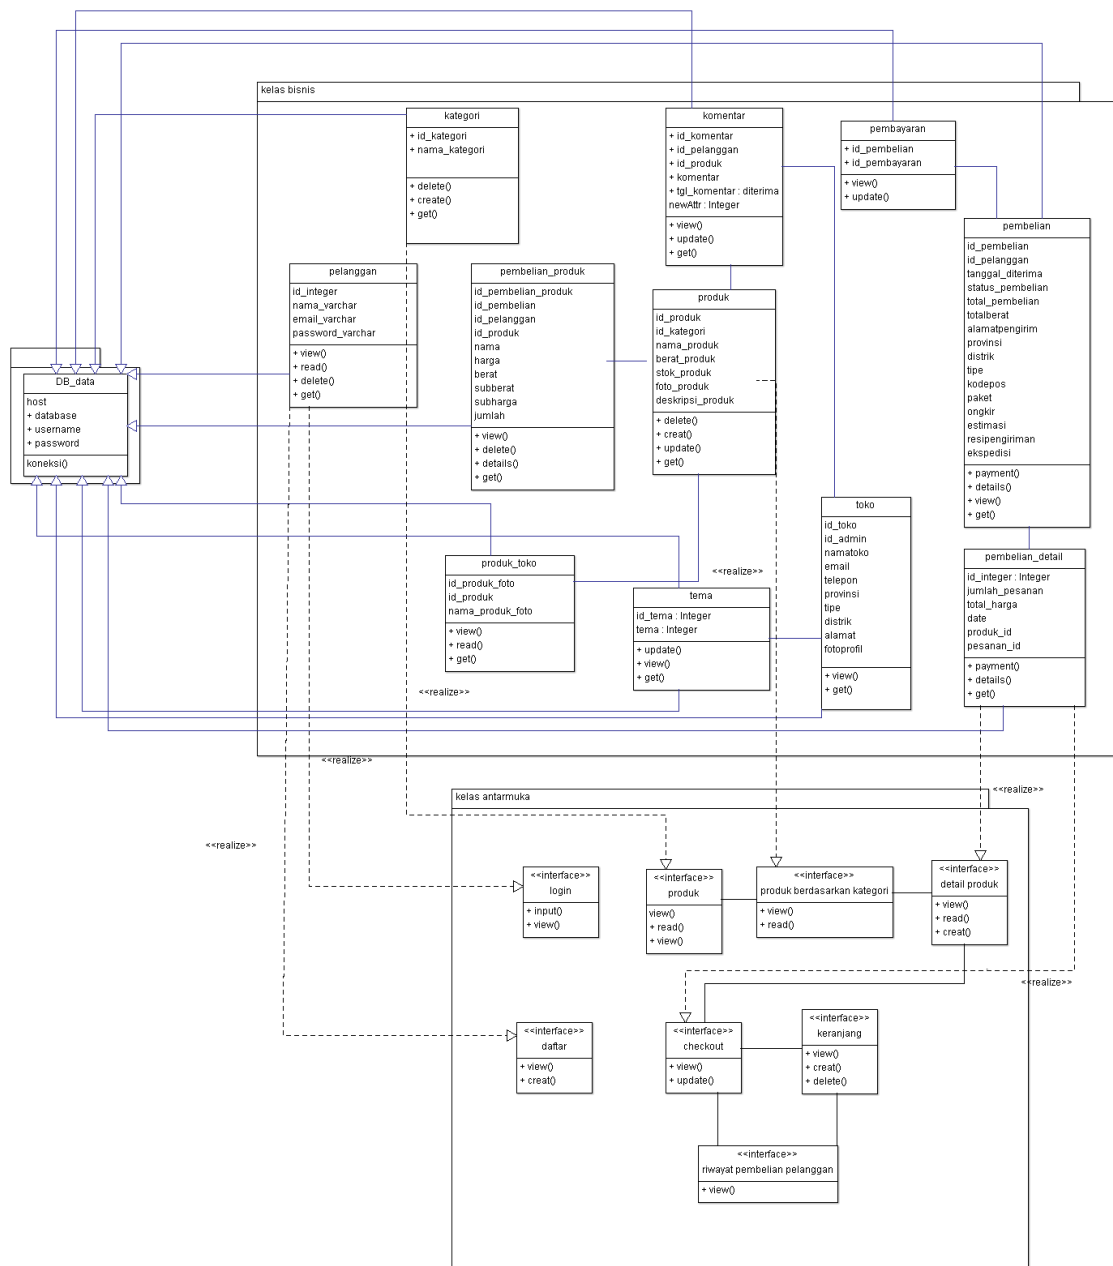 kelas bisnis
kategori
+ id_kategori
+ nama_kategori
+ delete()
+ create()
+ get()
komentar
+ id_komentar
+ id_pelanggan
+ id_produk
+ komentar
+ tgl_komentar : diterima
newAttr : Integer
+ view()
+ update()
+ get()
pembayaran
+ id_pembelian
+ id_pembayaran
+ view()
+ update()
pembelian
id_pembelian
id_pelanggan
tanggal_diterima
status_pembelian
total_pembelian
totalberat
alamatpengirim
provinsi
distrik
tipe
kodepos
paket
ongkir
estimasi
resipengiriman
ekspedisi
+ payment()
+ details()
+ view()
+ get()
pelanggan
id_integer
nama_varchar
email_varchar
password_varchar
+ view()
+ read()
+ delete()
+ get()
pembelian_produk
id_pembelian_produk
id_pembelian
id_pelanggan
id_produk
nama
harga
berat
subberat
subharga
jumlah
+ view()
+ delete()
+ details()
+ get()
produk
id_produk
id_kategori
nama_produk
berat_produk
stok_produk
foto_produk
deskripsi_produk
+ delete()
+ creat()
+ update()
+ get()
DB_data
host
+ database
+ username
+ password
koneksi()
toko
id_toko
id_admin
namatoko
email
telepon
provinsi
tipe
distrik
alamat
fotoprofil
+ view()
+ get()
pembelian_detail
id_integer : Integer
jumlah_pesanan
total_harga
date
produk_id
pesanan_id
+ payment()
+ details()
+ get()
produk_toko
id_produk_foto
id_produk
nama_produk_foto
+ view()
+ read()
+ get()
<<realize>>
tema
id_tema : Integer
tema : Integer
+ update()
+ view()
+ get()
<<realize>>
<<realize>>
<<realize>>
kelas antarmuka
<<realize>>
<<interface>>
login
+ input()
+ view()
<<interface>>
produk
view()
+ read()
+ view()
<<interface>>
produk berdasarkan kategori
+ view()
+ read()
<<interface>>
detail produk
+ view()
+ read()
+ creat()
<<realize>>
<<interface>>
daftar
+ view()
+ creat()
<<interface>>
checkout
+ view()
+ update()
<<interface>>
keranjang
+ view()
+ creat()
+ delete()
<<interface>>
riwayat pembelian pelanggan
+ view()